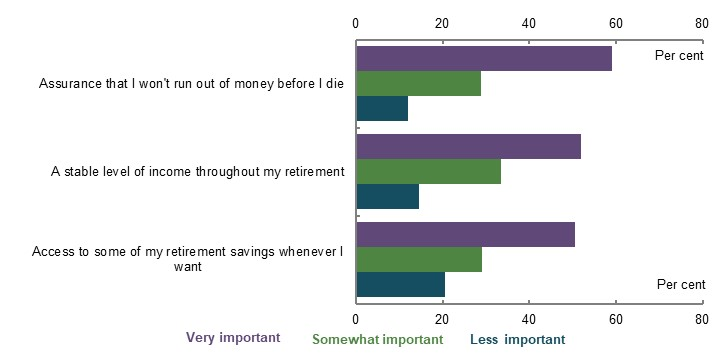 0 20 40 60 80
Per cent
Assurance that I won't run out of money before I die
A stable level of income throughout my retirement
Access to some of my retirement savings whenever I
want
Per cent
0 20 40 60 80
Very important Somewhat important Less important